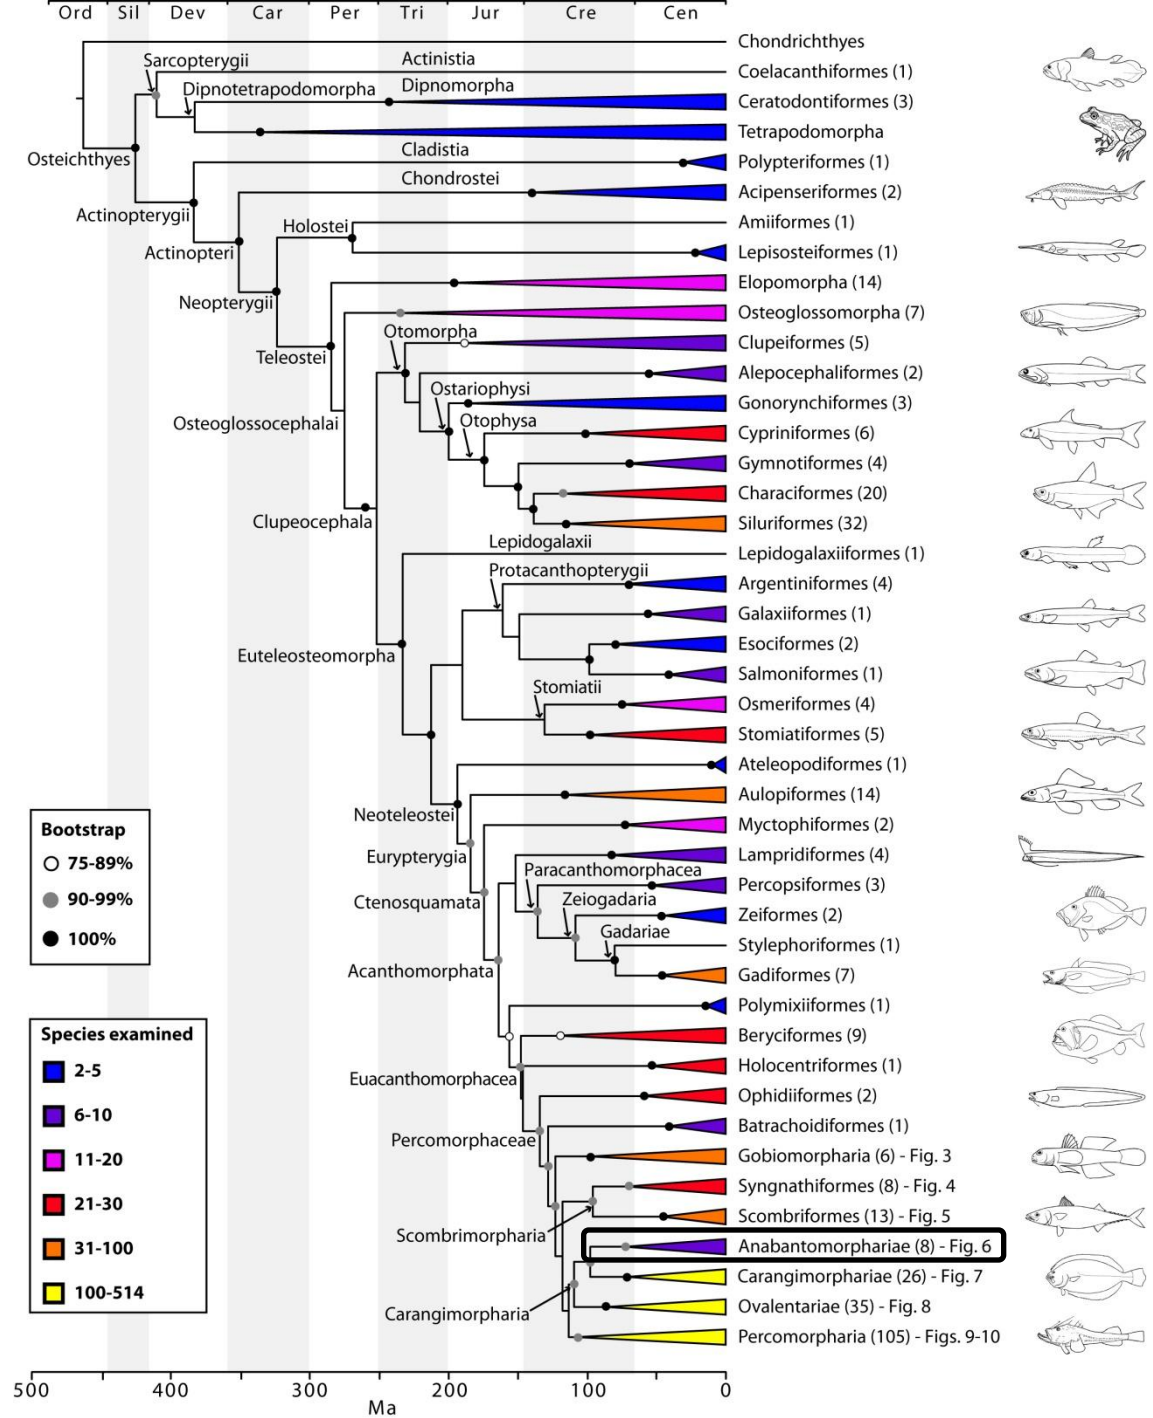 Ord Sil Dev Car Per Tri Jur Cre Cen
Chondrichthyes
Sarcopterygii
Actinistia
Coelacanthiformes (1)
Dipnotetrapodomorpha
Dipnomorpha
Ceratodontiformes (3)
Tetrapodomorpha
Osteichthyes
Cladistia
Polypteriformes (1)
Chondrostei
Acipenseriformes (2)
Actinopterygii
Holostei
Amiiformes (1)
Actinopteri
Lepisosteiformes (1)
Neopterygii
Elopomorpha (14)
Osteoglossomorpha (7)
Otomorpha
Clupeiformes (5)
Teleostei
Alepocephaliformes (2)
Ostariophysi
Gonorynchiformes (3)
Otophysa
Osteoglossocephalai
Cypriniformes (6)
Gymnotiformes (4)
Characiformes (20)
Clupeocephala
Siluriformes (32)
Lepidogalaxii
Lepidogalaxiiformes (1)
Protacanthopterygii
Argentiniformes (4)
Galaxiiformes (1)
Euteleosteomorpha
Esociformes (2)
Salmoniformes (1)
Stomiatii
Osmeriformes (4)
Stomiatiformes (5)
Ateleopodiformes (1)
Aulopiformes (14)
Neoteleostei
Myctophiformes (2)
Eurypterygia
Lampridiformes (4)
Paracanthomorphacea
Percopsiformes (3)
Ctenosquamata
Zeiogadaria
Zeiformes (2)
Gadariae
Stylephoriformes (1)
Acanthomorphata
Gadiformes (7)
Polymixiiformes (1)
Beryciformes (9)
Holocentriformes (1)
Euacanthomorphacea
Ophidiiformes (2)
Batrachoidiformes (1)
Percomorphaceae
Gobiomorpharia (6) - Fig. 3
Syngnathiformes (8) - Fig. 4
Scombriformes (13) - Fig. 5
Scombrimorpharia
Anabantomorphariae (8) - Fig. 6
Carangimorphariae (26) - Fig. 7
Ovalentariae (35) - Fig. 8
Carangimorpharia
Percomorpharia (105) - Figs. 9-10
Bootstrap
75-89%
90-99%
100%
Species examined
2-5
6-10
11-20
21-30
31-100
100-514
500 400 300 200 100 0
Ma